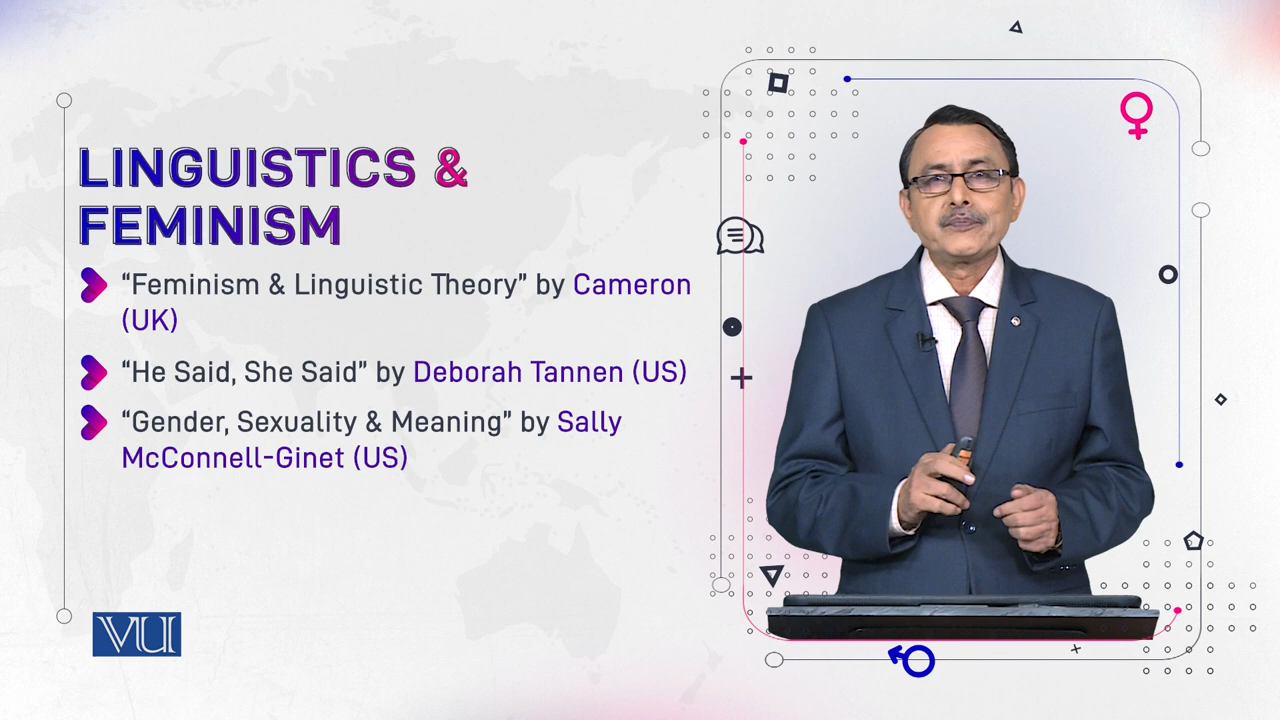 LINGUISTICS &
FEMINISM
“Feminism & Linguistic Theory” by Cameron
(UK)
“He Said, She Said” by Deborah Tannen (US)
“Gender, Sexuality & Meaning” by Sally
McConnell-Ginet (US)
VU